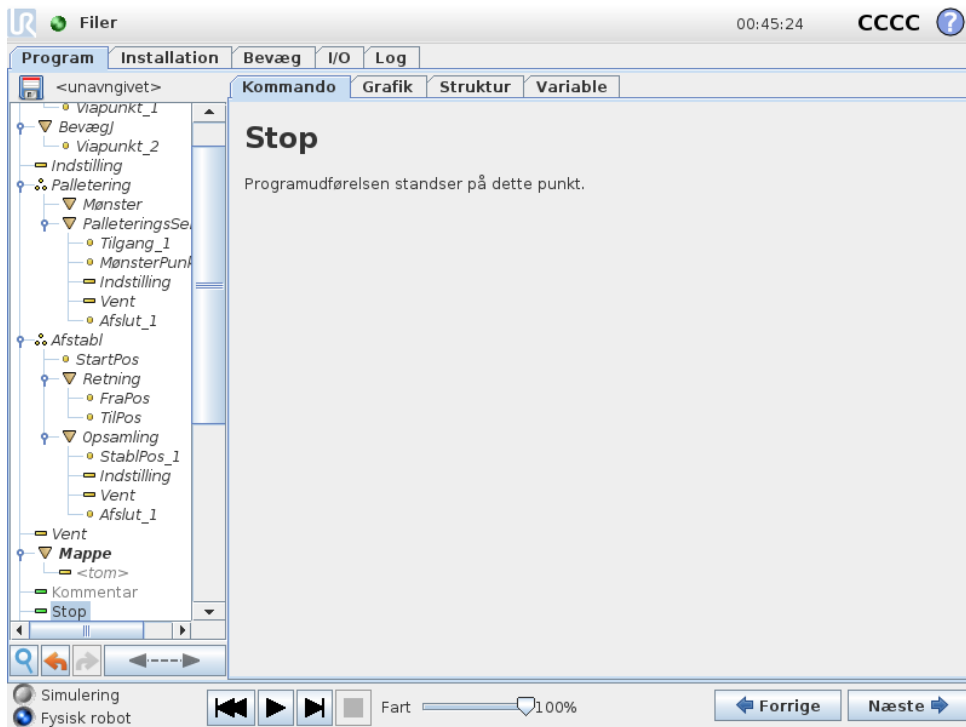 Filer 00:45:24 CCCC ?
Program Installation Bevæg I/O Log
<unavngivet> Kommando Grafik Struktur Variable
Viapunkt_1
BevægJ
Viapunkt_2
Indstilling
Palletering
Mønster
PalleteringsSe
Tilgang_1
MønsterPunk
Indstilling
Vent
Afslut_1
Afstabl
StartPos
Retning
FraPos
TilPos
Opsamling
StablPos_1
Indstilling
Vent
Afslut_1
Vent
Mappe
<tom>
Kommentar
Stop
Stop
Programudførelsen standser på dette punkt.
Simulering
Fysisk robot
Fart 100%
Forrige Næste